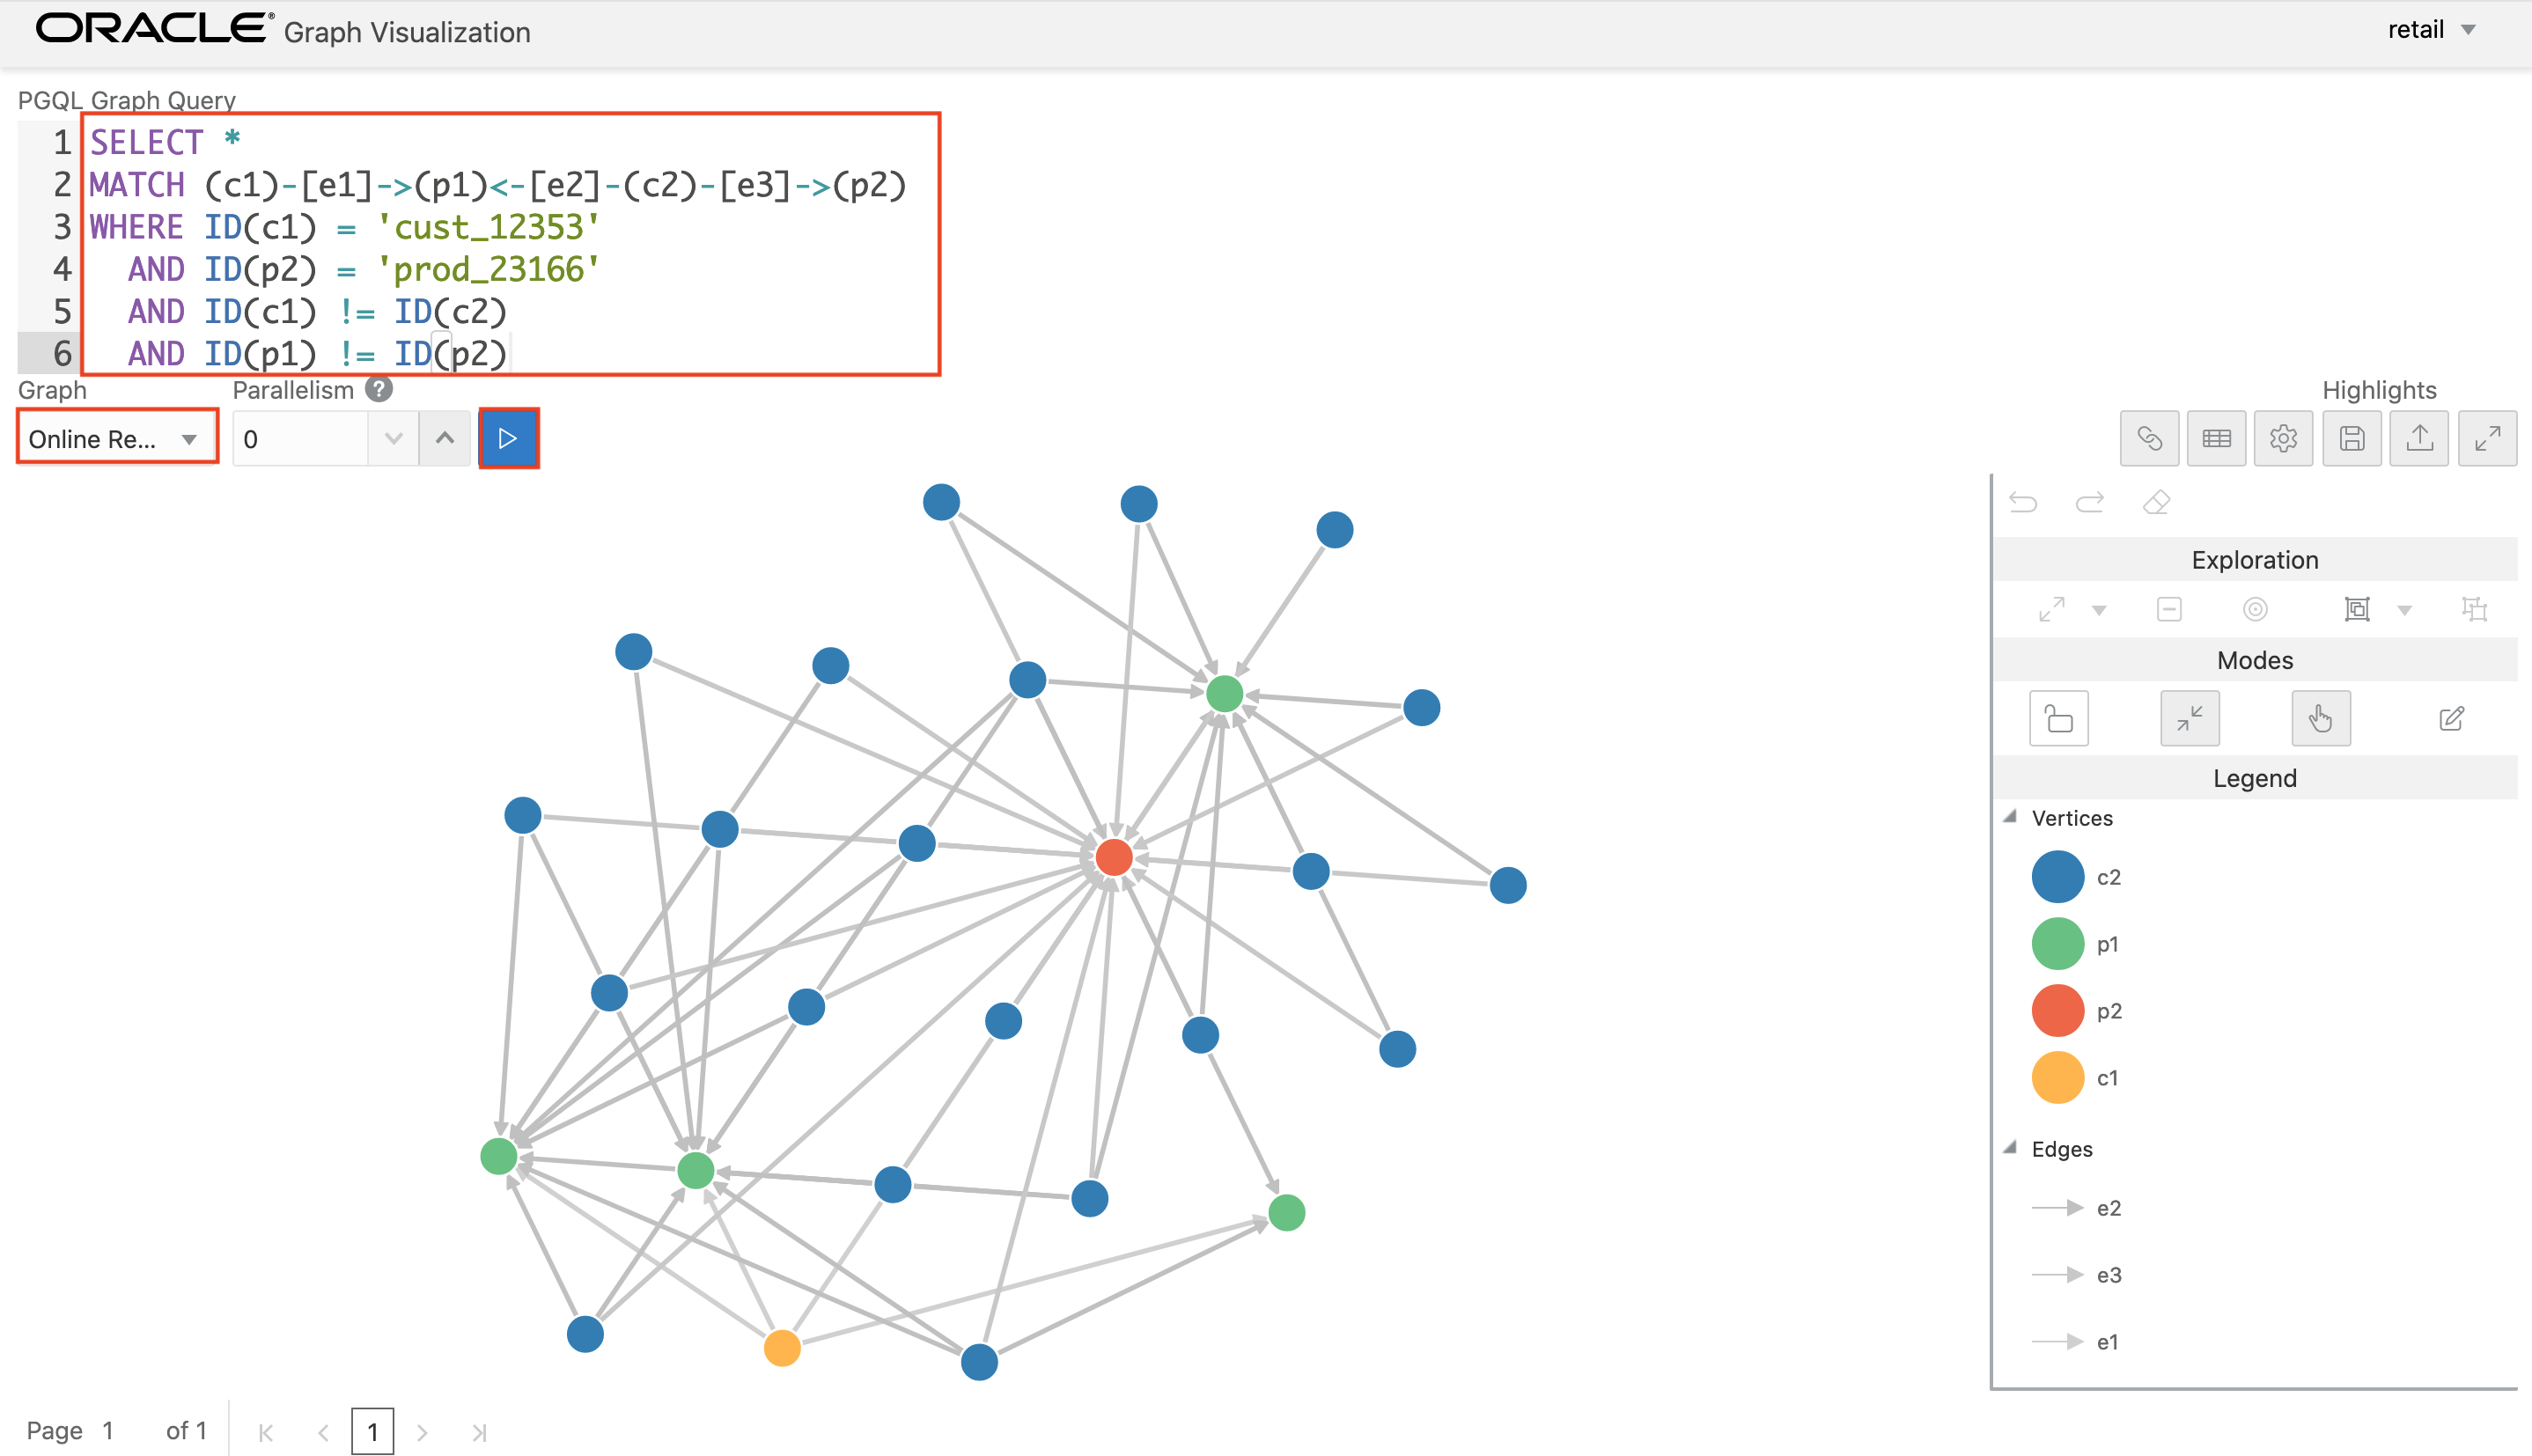 ORACLE® Graph Visualization
retail
PGQL Graph Query
1 SELECT *
2 MATCH (c1)-[e1]->(p1)<-[e2]-(c2)-[e3]->(p2)
3 WHERE ID(c1) = 'cust_12353'
4 AND ID(p2) = 'prod_23166'
5 AND ID(c1) != ID(c2)
6 AND ID(p1) != ID(p2)
Graph
Parallelism ?
Highlights
Online Re...
0
Exploration
Modes
Legend
Vertices
c2
p1
p2
c1
Edges
e2
e3
e1
Page 1 of 1
1